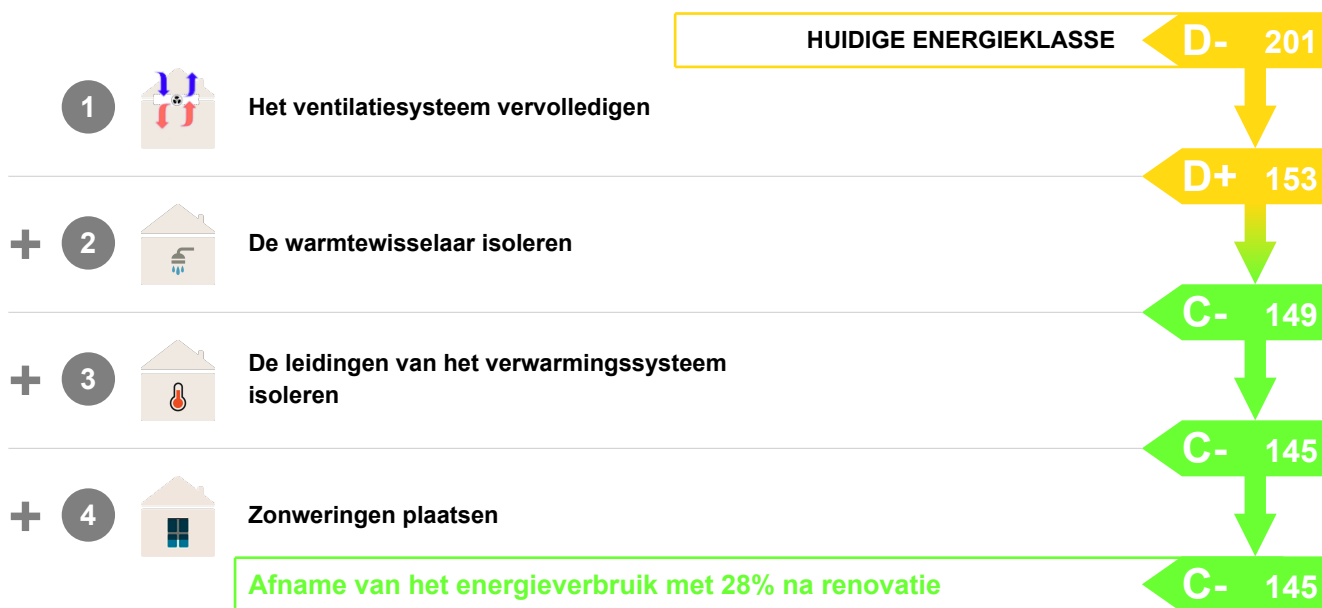 HUIDIGE ENERGIEKLASSE D- 201
1 Het ventilatiesysteem vervolledigen
D+ 153
+ 2 De warmtewisselaar isoleren
C- 149
+ 3 De leidingen van het verwarmingssysteem
isoleren
C- 145
+ 4 Zonweringen plaatsen
Afname van het energieverbruik met 28% na renovatie C- 145